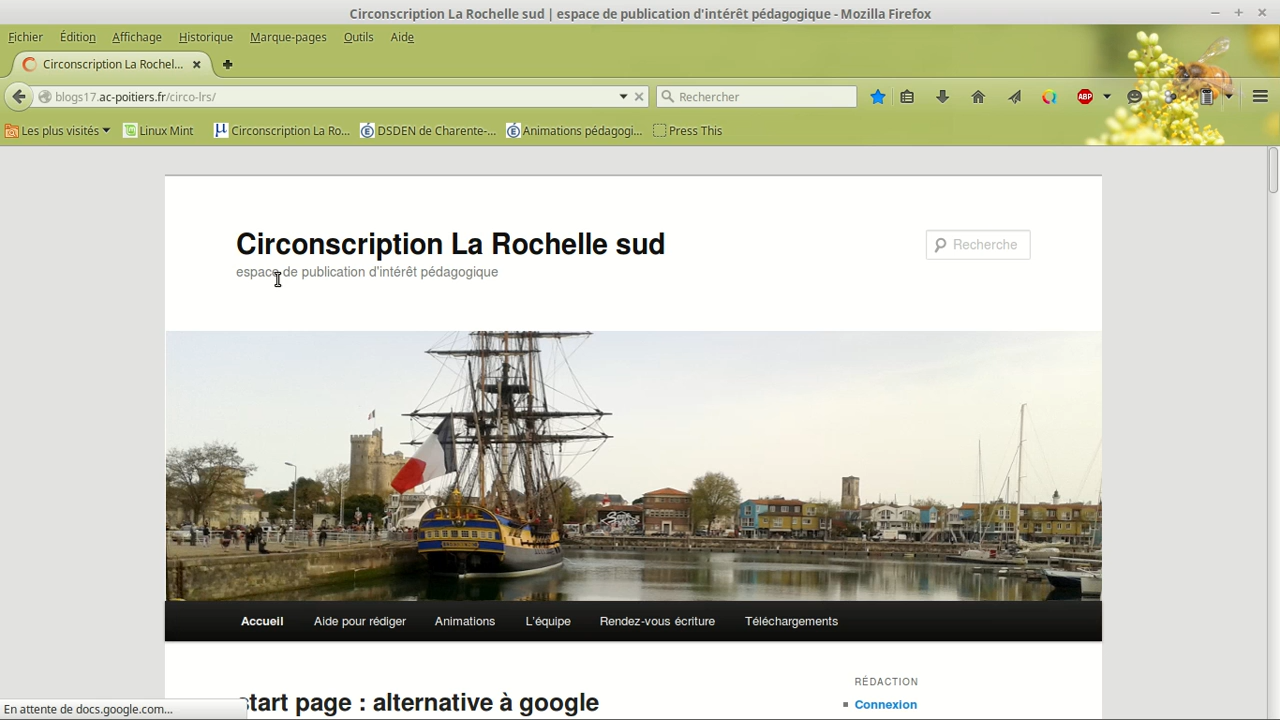 Circonscription La Rochelle sud | espace de publication d'intérêt pédagogique - Mozilla Firefox
Fichier Édition Affichage Historique Marque-pages Outils Aide
Circonscription La Rochel...
blogs17.ac-poitiers.fr/circo-lrs/ Rechercher ABP
Les plus visités Linux Mint Circonscription La Ro... DSDEN de Charente-... Animations pédagogi... Press This
Circonscription La Rochelle sud
Recherche
espace de publication d'intérêt pédagogique
Accueil Aide pour rédiger Animations L'équipe Rendez-vous écriture Téléchargements
RÉDACTION
start page : alternative à google
Connexion
En attente de docs.google.com...